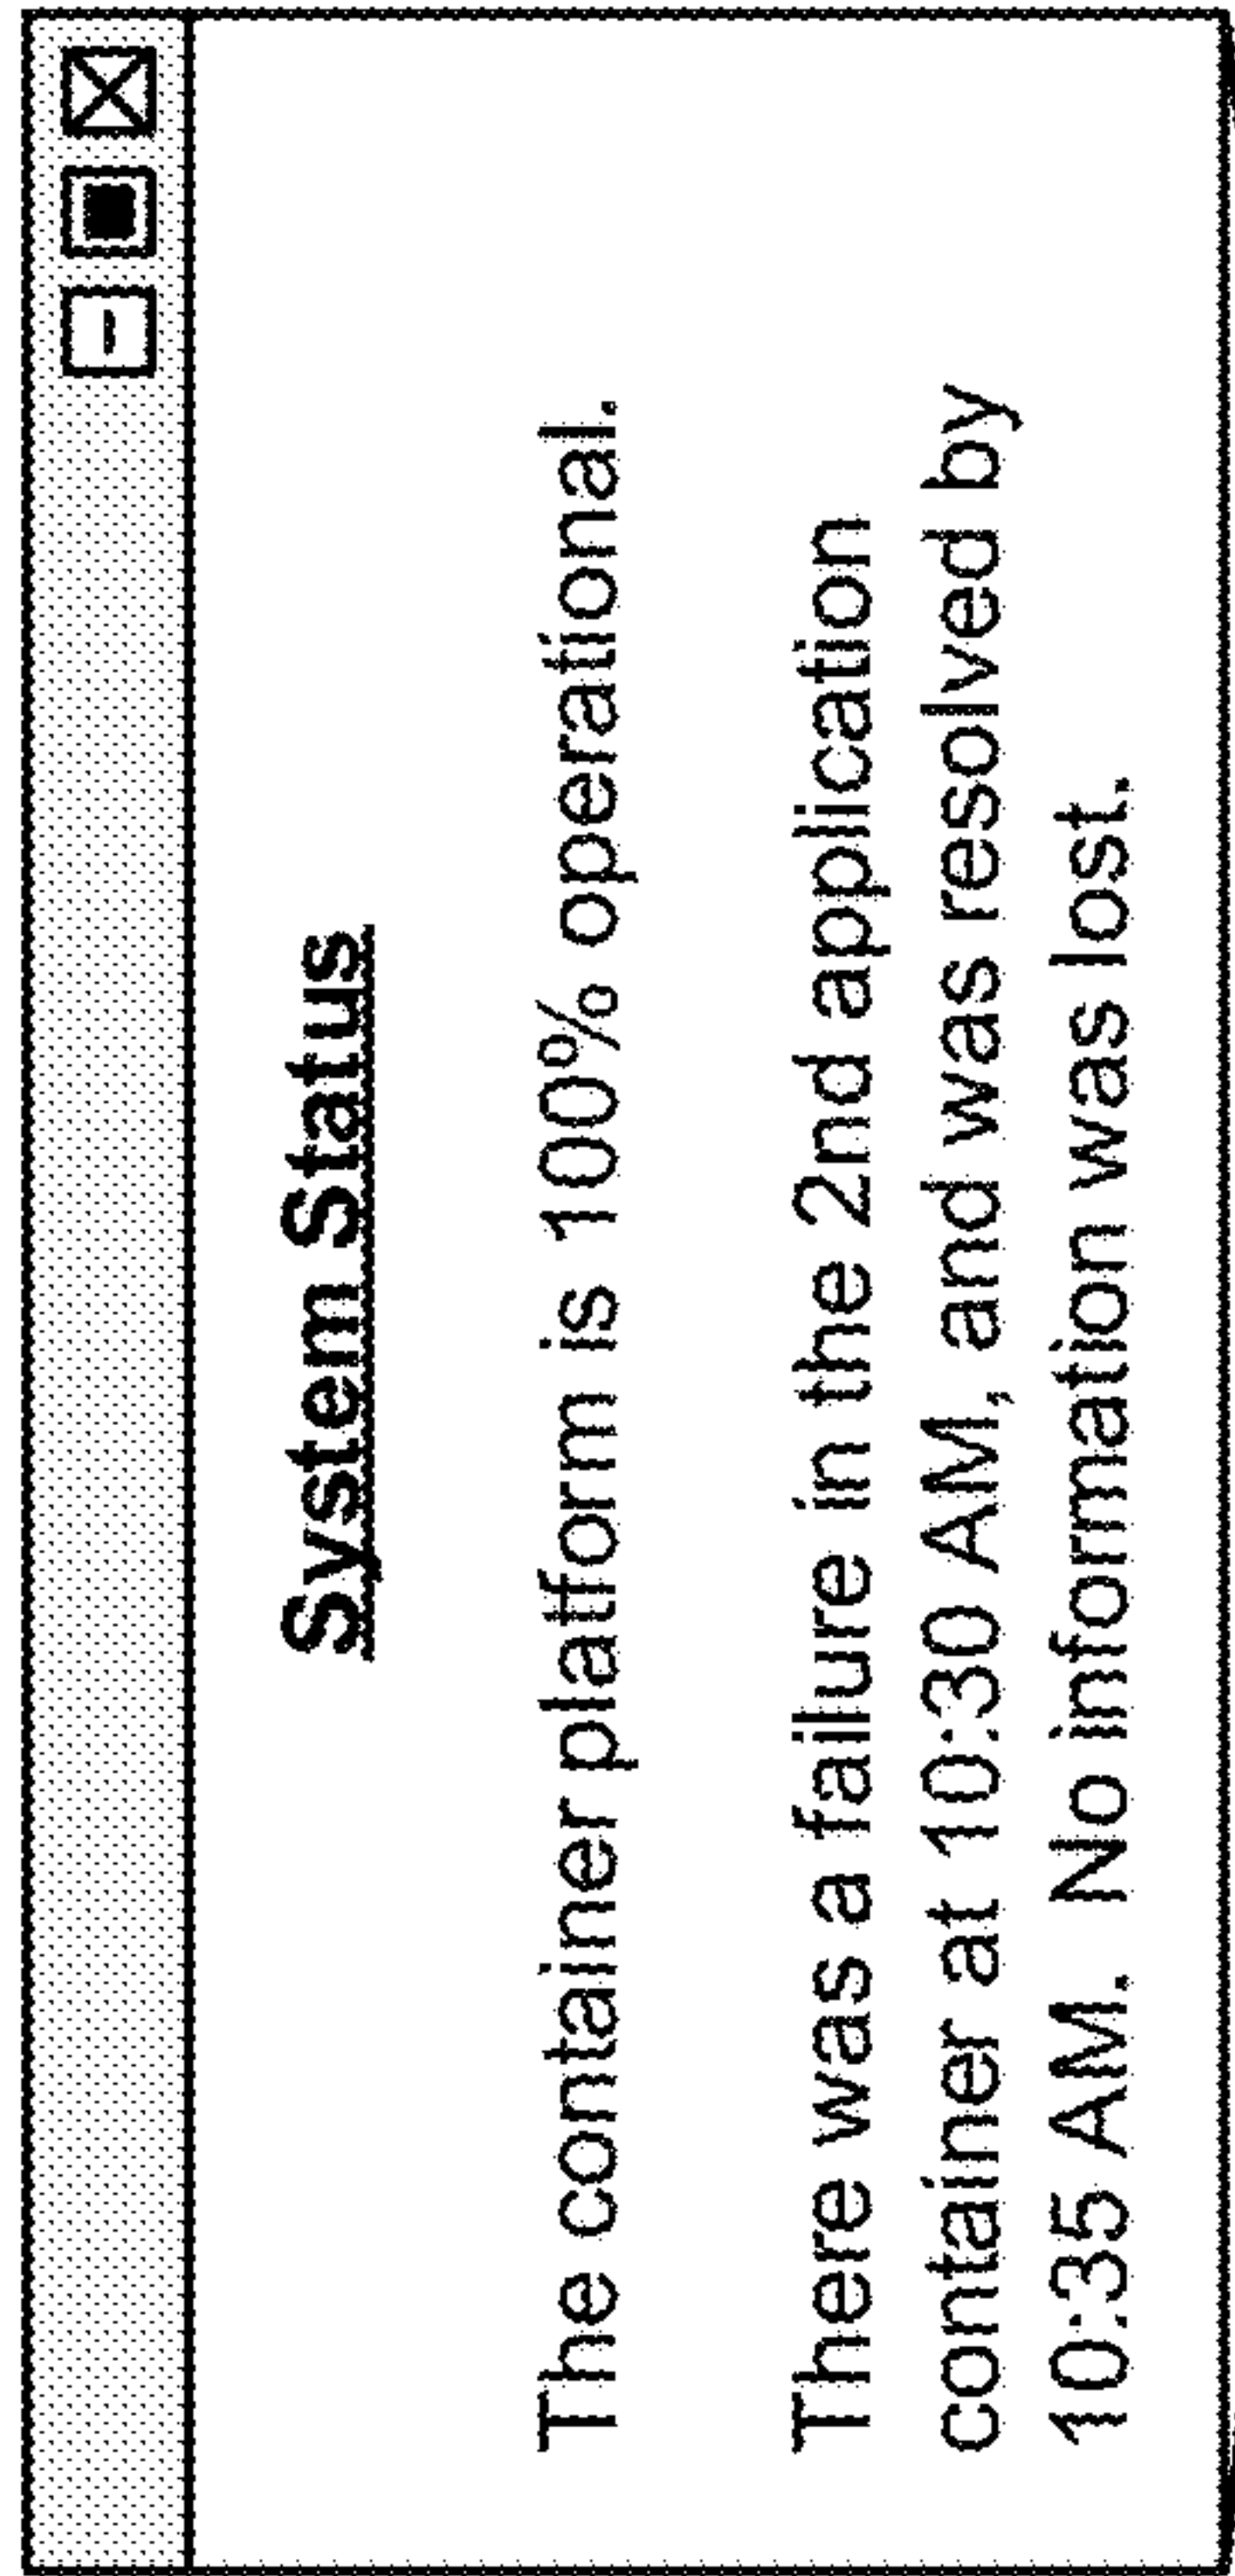 System Status
The container platform is 100% operational.
There was a failure in the 2nd application
container at 10:30 AM, and was resolved by
10:35 AM. No information was lost.